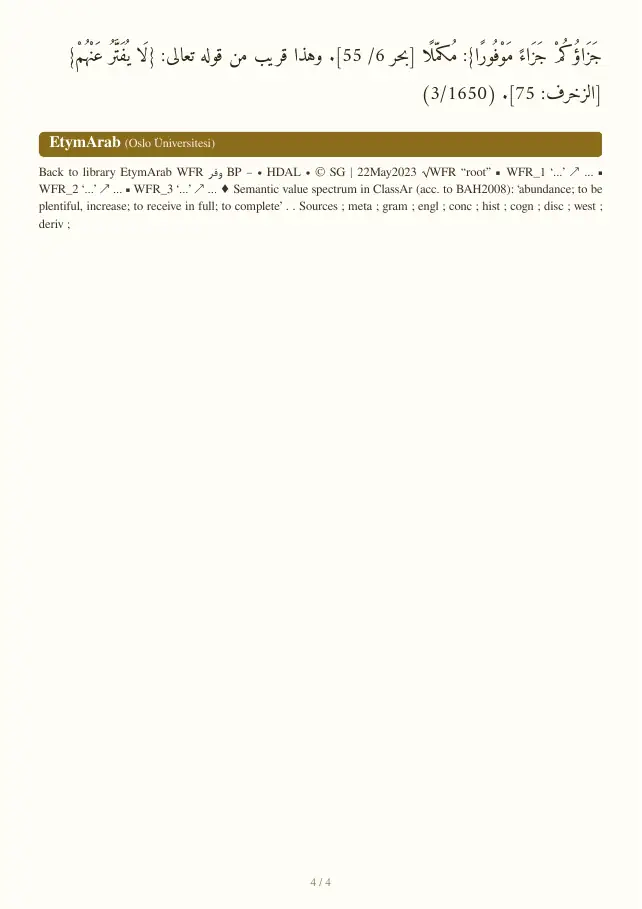 جَزَاؤُكُمْ جَزَاءً مَوْفُورًا}: مُكمّلًا [بحر 6/ 55]. وهذا قريب من قوله تعالى: {لَا يُفَتَّرُ عَنْهُمْ}
[الزخرف: 75]. (3/1650)
EtymArab (Oslo Üniversitesi)
Back to library EtymArab WFR وفر BP – • HDAL • © SG | 22May2023 √WFR “root” ▪ WFR_1 ‘...’ ↗ ... ▪
WFR_2 ‘...’ ↗ ... ▪ WFR_3 ‘...’ ↗ ... ♦ Semantic value spectrum in ClassAr (acc. to BAH2008): ‘abundance; to be
plentiful, increase; to receive in full; to complete’ . . Sources ; meta ; gram ; engl ; conc ; hist ; cogn ; disc ; west ;
deriv ;
4 / 4